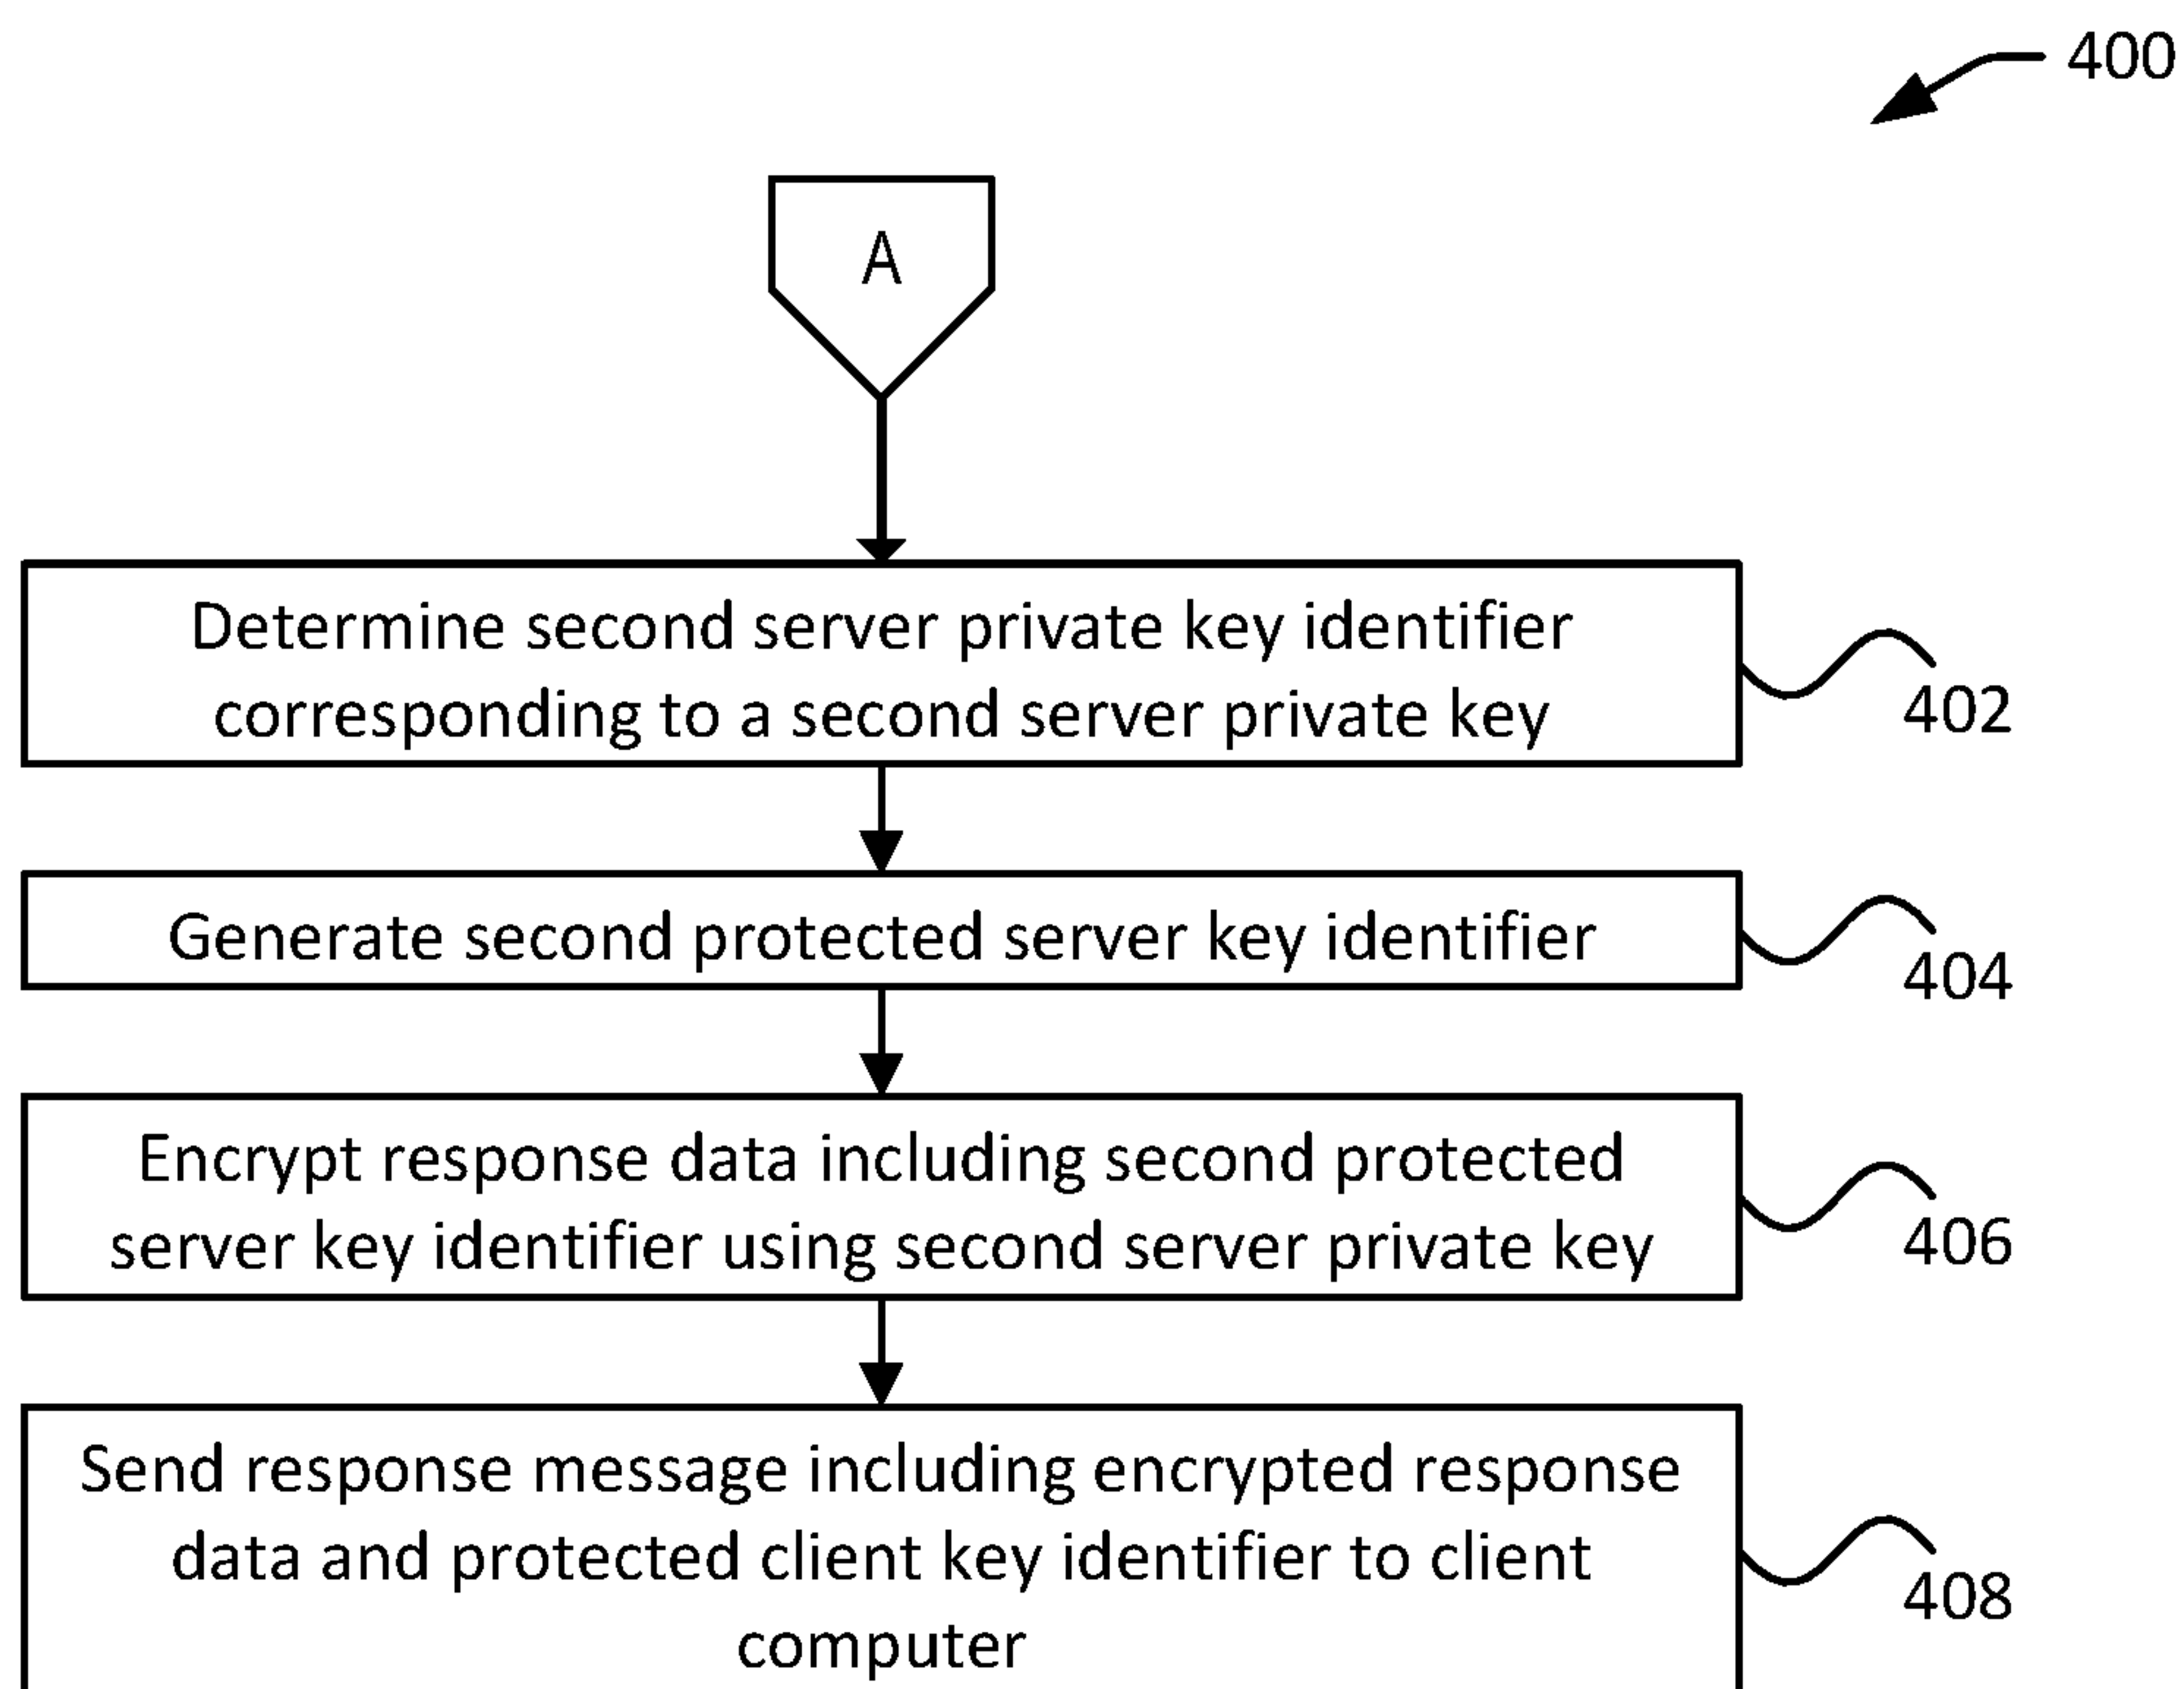 400
A
Determine second server private key identifier
corresponding to a second server private key
402
Generate second protected server key identifier
404
Encrypt response data including second protected
server key identifier using second server private key
406
Send response message including encrypted response
data and protected client key identifier to client
computer
408